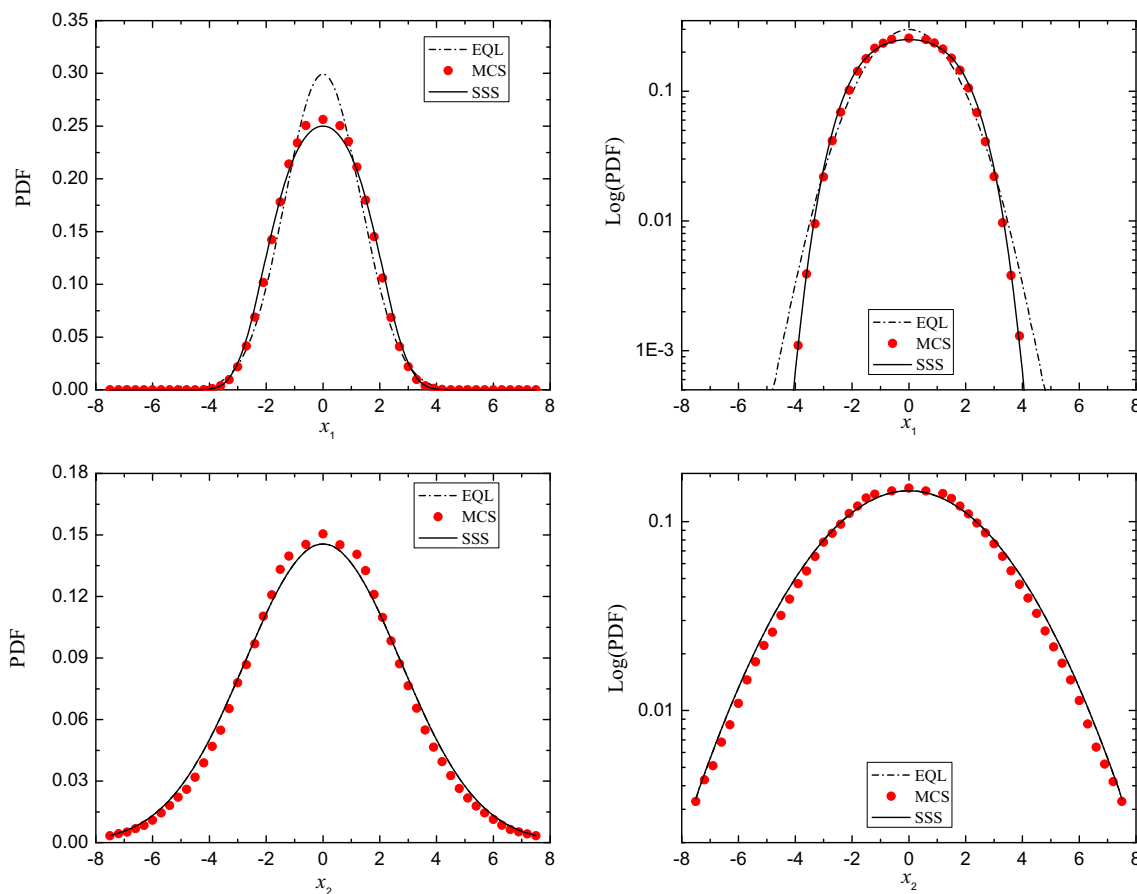 0.35
0.30
0.25
0.20
0.15
0.10
0.05
0.00
PDF
EQL
MCS
SSS
-8 -6 -4 -2 0 2 4 6 8
x1
0.1
0.01
1E-3
Log(PDF)
EQL
MCS
SSS
-8 -6 -4 -2 0 2 4 6 8
x1
0.18
0.15
0.12
0.09
0.06
0.03
0.00
PDF
EQL
MCS
SSS
-8 -6 -4 -2 0 2 4 6 8
x2
0.1
0.01
Log(PDF)
EQL
MCS
SSS
-8 -6 -4 -2 0 2 4 6 8
x2